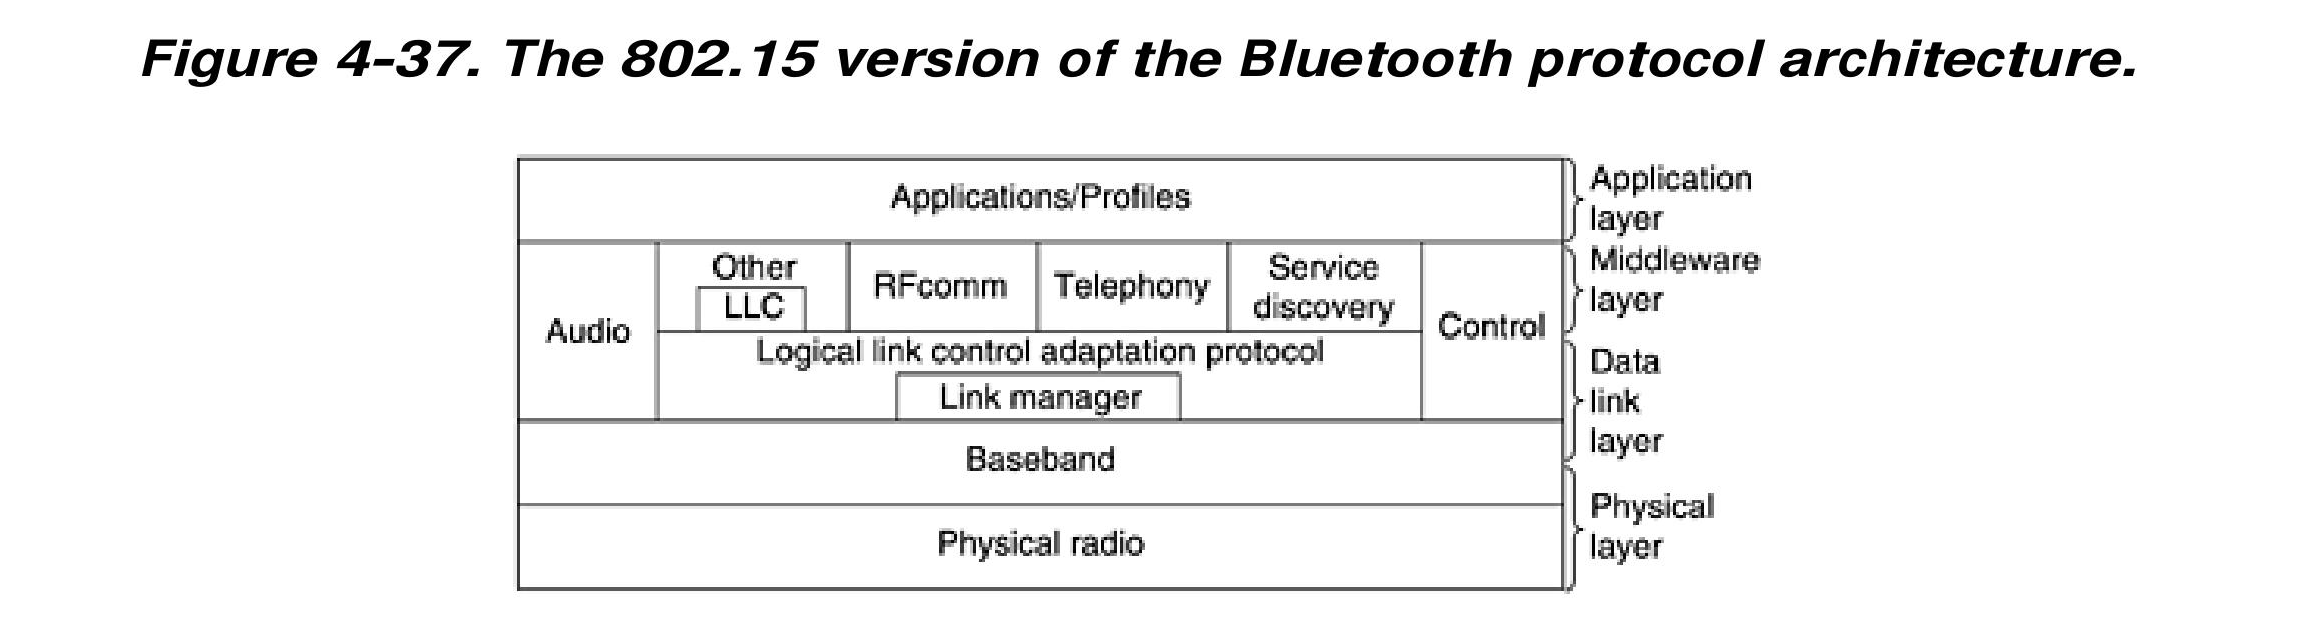 Figure 4-37. The 802.15 version of the Bluetooth protocol architecture.
Applications/Profiles
Application
layer
Audio
Other
LLC
RFcomm
Telephony
Service
discovery
Control
Middleware
layer
Logical link control adaptation protocol
Link manager
Data
link
layer
Baseband
Physical radio
Physical
layer